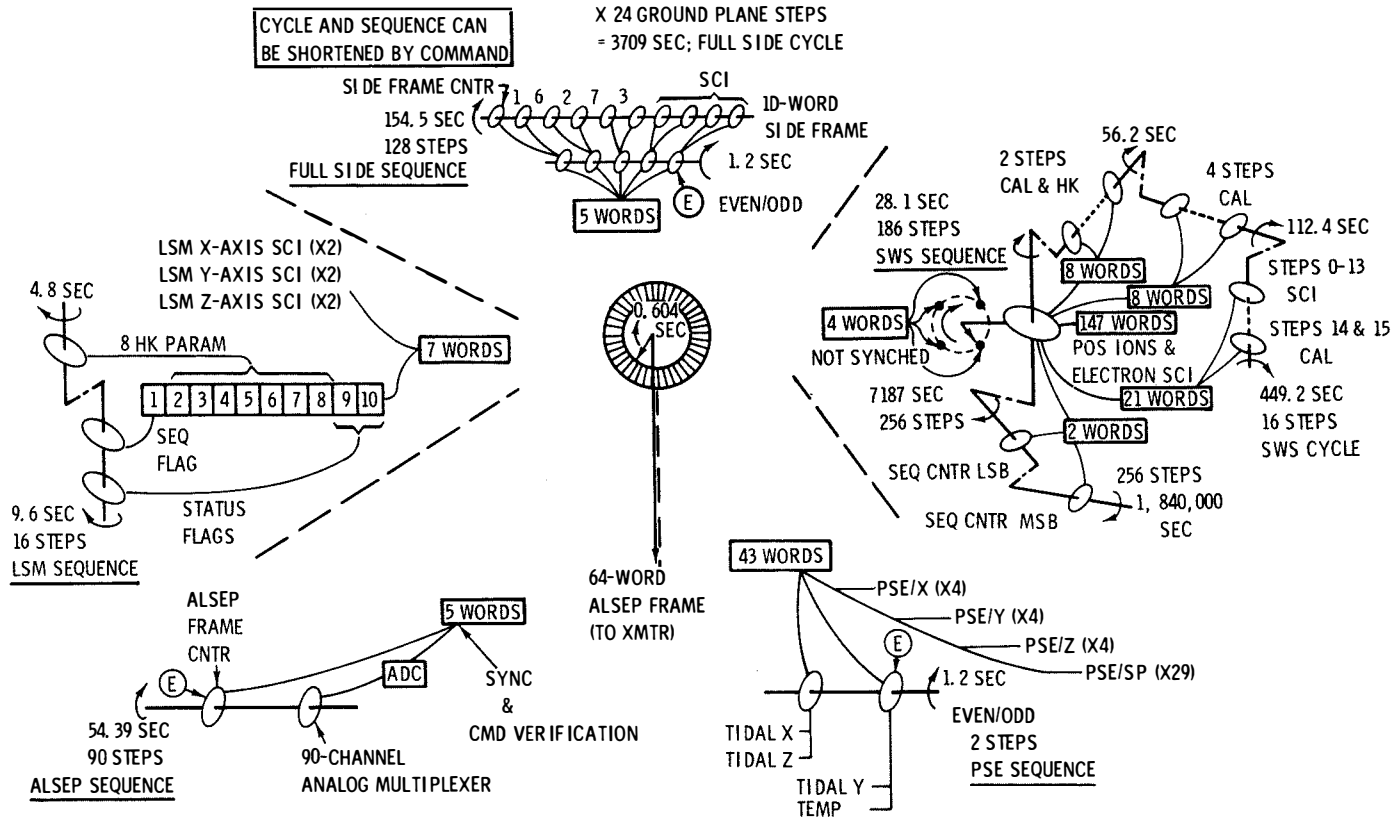 CYCLE AND SEQUENCE CAN
BE SHORTENED BY COMMAND
X 24 GROUND PLANE STEPS
= 3709 SEC; FULL SIDE CYCLE
SIDE FRAME CNTR
7 1 6 2 7 3
SCI
10-WORD
SIDE FRAME
154.5 SEC
128 STEPS
FULL SIDE SEQUENCE
1.2 SEC
5 WORDS
E
EVEN/ODD
LSM X-AXIS SCI (X2)
LSM Y-AXIS SCI (X2)
LSM Z-AXIS SCI (X2)
4.8 SEC
8 HK PARAM
7 WORDS
1 2 3 4 5 6 7 8 9 10
SEQ
FLAG
STATUS
FLAGS
9.6 SEC
16 STEPS
LSM SEQUENCE
0.604
SEC
64-WORD
ALSEP FRAME
(TO XMTR)
56.2 SEC
2 STEPS
CAL & HK
4 STEPS
CAL
28.1 SEC
186 STEPS
SWS SEQUENCE
112.4 SEC
8 WORDS
8 WORDS
STEPS 0-13
SCI
4 WORDS
NOT SYNCHED
147 WORDS
POS IONS &
ELECTRON SCI
STEPS 14 & 15
CAL
21 WORDS
7187 SEC
256 STEPS
449.2 SEC
16 STEPS
SWS CYCLE
2 WORDS
SEQ CNTR LSB
SEQ CNTR MSB
256 STEPS
1,840,000
SEC
ALSEP
FRAME
CNTR
5 WORDS
E
ADC
SYNC
&
CMD VERIFICATION
54.39 SEC
90 STEPS
ALSEP SEQUENCE
90-CHANNEL
ANALOG MULTIPLEXER
43 WORDS
PSE/X (X4)
PSE/Y (X4)
PSE/Z (X4)
PSE/SP (X29)
E
1.2 SEC
EVEN/ODD
2 STEPS
PSE SEQUENCE
TIDAL X
TIDAL Z
TIDAL Y
TEMP